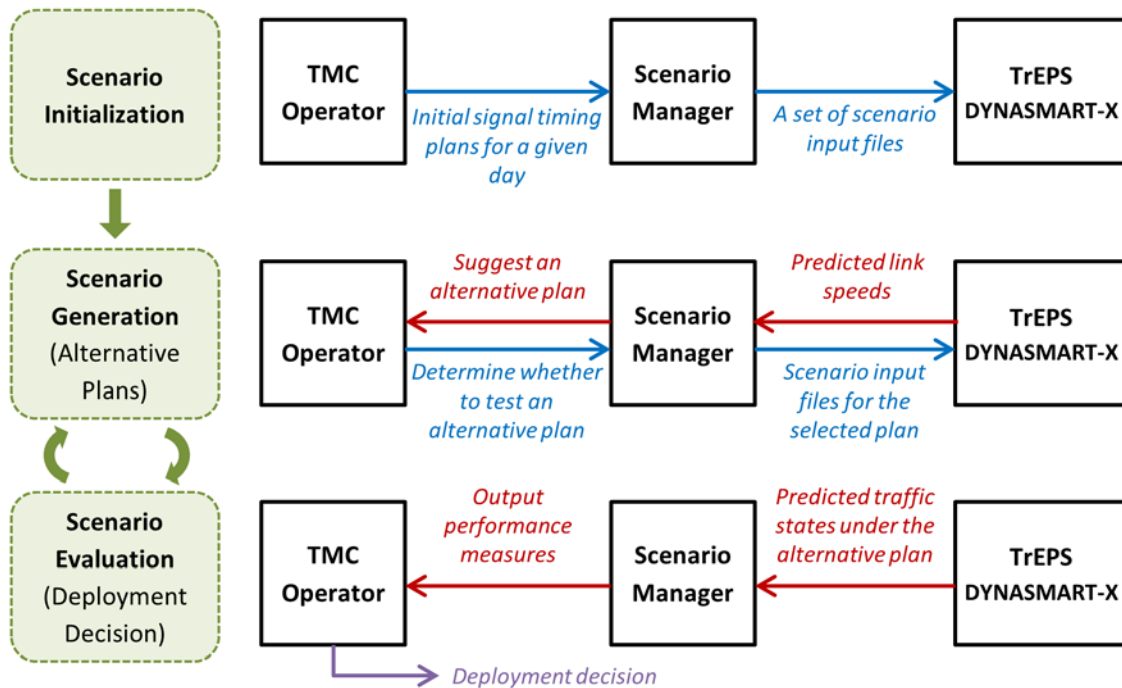 Scenario
Initialization
TMC
Operator
Initial signal timing
plans for a given
day
Scenario
Manager
A set of scenario
input files
TrEPS
DYNASMART-X
Scenario
Generation
(Alternative
Plans)
TMC
Operator
Suggest an
alternative plan
Determine whether
to test an
alternative plan
Scenario
Manager
Predicted link
speeds
Scenario input
files for the
selected plan
TrEPS
DYNASMART-X
Scenario
Evaluation
(Deployment
Decision)
TMC
Operator
Output
performance
measures
Scenario
Manager
Predicted traffic
states under the
alternative plan
TrEPS
DYNASMART-X
Deployment decision